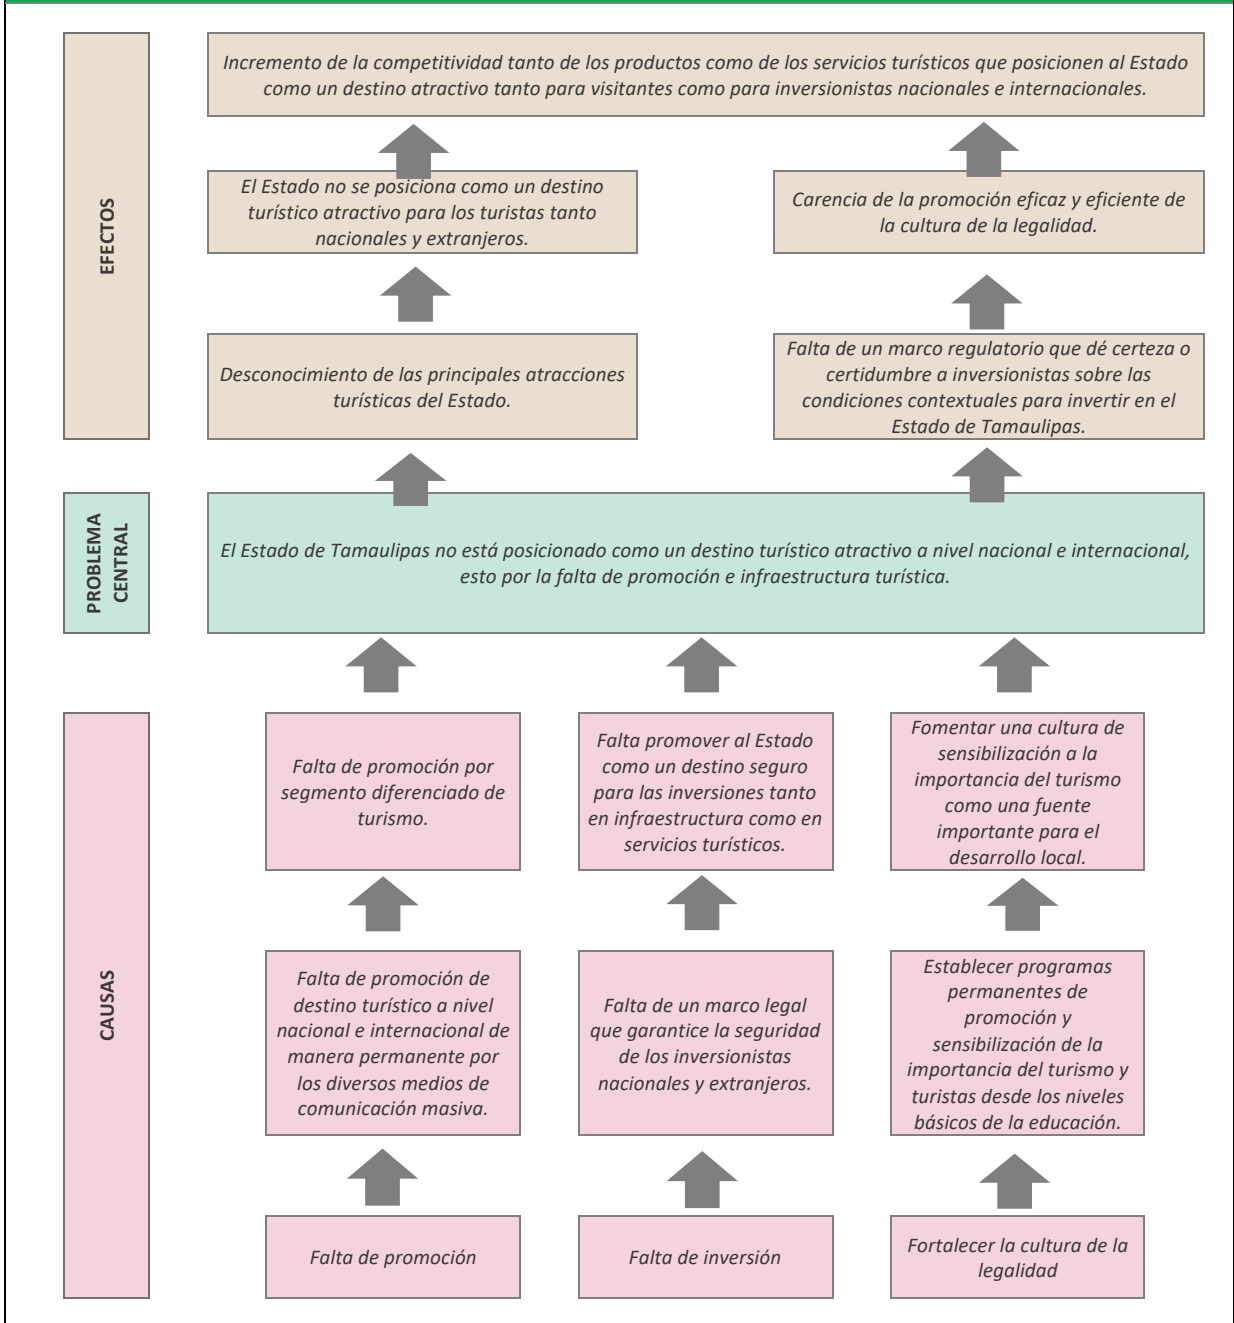 EFECTOS
Incremento de la competitividad tanto de los productos como de los servicios turísticos que posicionen al Estado
como un destino atractivo tanto para visitantes como para inversionistas nacionales e internacionales.
El Estado no se posiciona como un destino
turístico atractivo para los turistas tanto
nacionales y extranjeros.
Carencia de la promoción eficaz y eficiente de
la cultura de la legalidad.
Desconocimiento de las principales atracciones
turísticas del Estado.
Falta de un marco regulatorio que dé certeza o
certidumbre a inversionistas sobre las
condiciones contextuales para invertir en el
Estado de Tamaulipas.
PROBLEMA
CENTRAL
El Estado de Tamaulipas no está posicionado como un destino turístico atractivo a nivel nacional e internacional,
esto por la falta de promoción e infraestructura turística.
CAUSAS
Falta de promoción por
segmento diferenciado de
turismo.
Falta promover al Estado
como un destino seguro
para las inversiones tanto
en infraestructura como en
servicios turísticos.
Fomentar una cultura de
sensibilización a la
importancia del turismo
como una fuente
importante para el
desarrollo local.
Falta de promoción de
destino turístico a nivel
nacional e internacional de
manera permanente por
los diversos medios de
comunicación masiva.
Falta de un marco legal
que garantice la seguridad
de los inversionistas
nacionales y extranjeros.
Establecer programas
permanentes de
promoción y
sensibilización de la
importancia del turismo y
turistas desde los niveles
básicos de la educación.
Falta de promoción
Falta de inversión
Fortalecer la cultura de la
legalidad